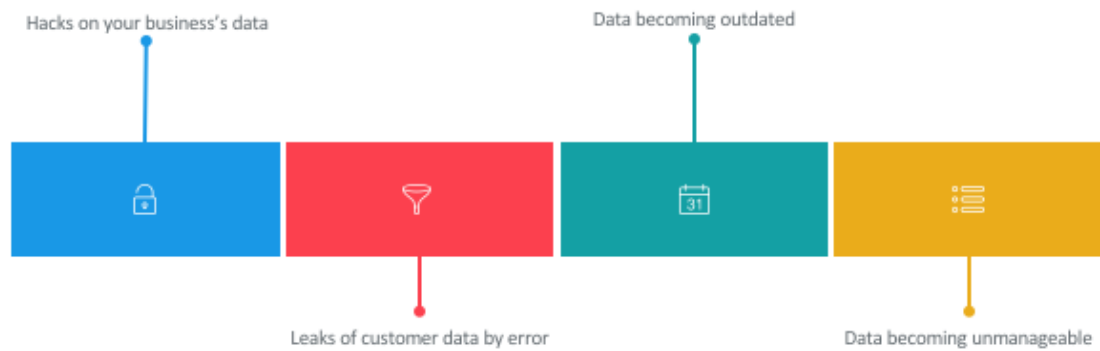 Hacks on your business's data
Data becoming outdated
31
Leaks of customer data by error
Data becoming unmanageable